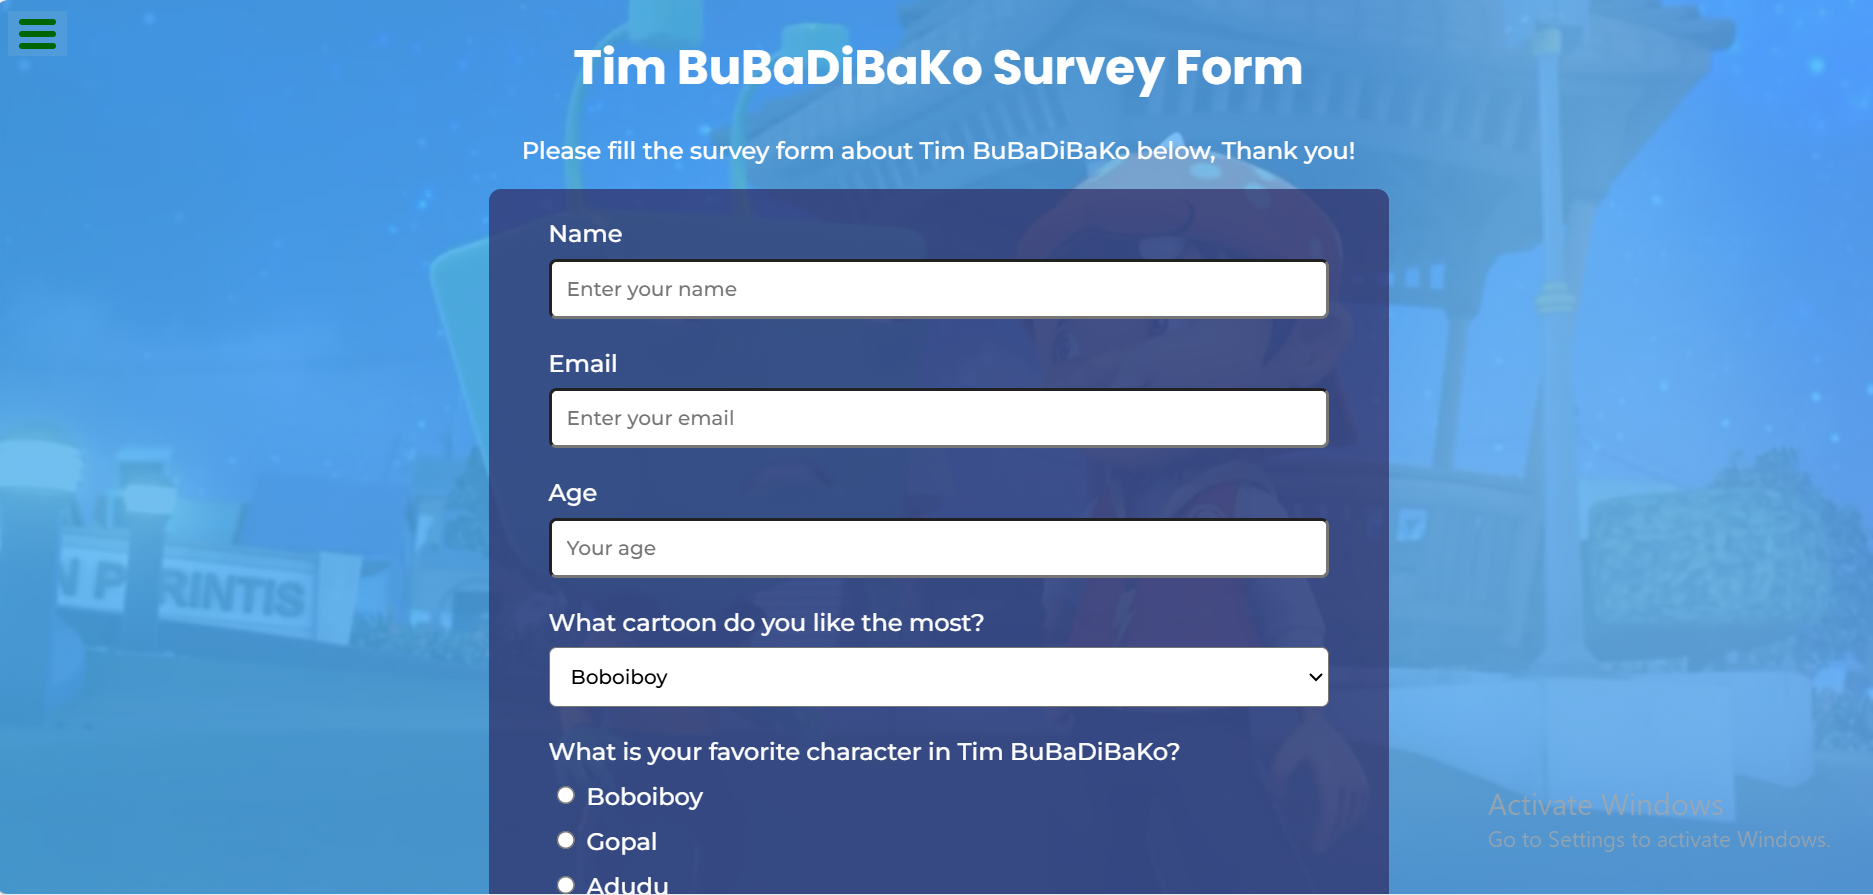 Tim BuBaDiBaKo Survey Form
Please fill the survey form about Tim BuBaDiBaKo below, Thank you!
Name
Enter your name
Email
Enter your email
Age
Your age
What cartoon do you like the most?
Boboiboy
What is your favorite character in Tim BuBaDiBaKo?
Boboiboy
Gopal
Adudu
RINTIS
Activate Windows
Go to Settings to activate Windows.